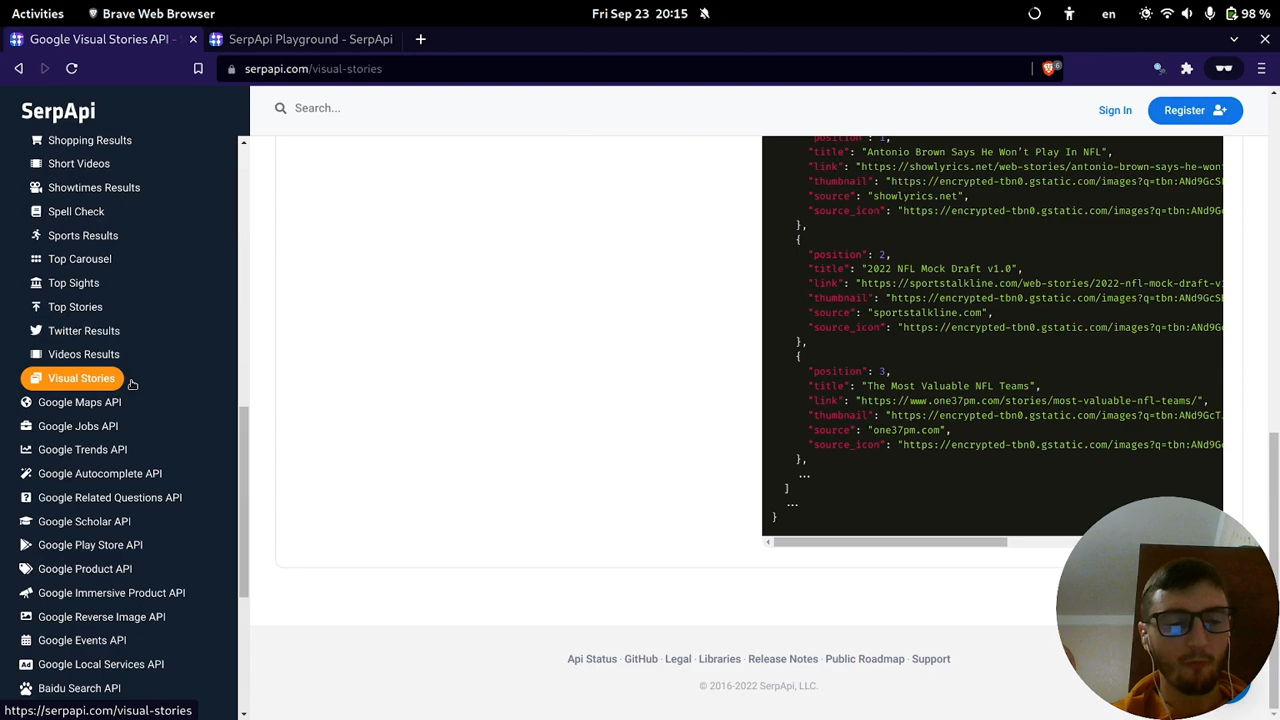 Activities
Brave Web Browser
Fri Sep 23 20:15
en
98 %
Google Visual Stories API -
SerpApi Playground - SerpApi
serpapi.com/visual-stories
6
SerpApi
Search...
Sign In
Register
Shopping Results
Short Videos
Showtimes Results
Spell Check
Sports Results
Top Carousel
Top Sights
Top Stories
Twitter Results
Videos Results
Visual Stories
Google Maps API
Google Jobs API
Google Trends API
Google Autocomplete API
Google Related Questions API
Google Scholar API
Google Play Store API
Google Product API
Google Immersive Product API
Google Reverse Image API
Google Events API
Ad Google Local Services API
Baidu Search API
https://serpapi.com/visual-stories
"position": 1,
"title": "Antonio Brown Says He Won't Play In NFL",
"link": "https://showlyrics.net/web-stories/antonio-brown-says-he-won
"thumbnail": "https://encrypted-tbn0.gstatic.com/images?q=tbn:ANd9GcS
"source": "showlyrics.net",
"source_icon": "https://encrypted-tbn0.gstatic.com/images?q=tbn:ANd9G
},
{
"position": 2,
"title": "2022 NFL Mock Draft v1.0",
"link": "https://sportstalkline.com/web-stories/2022-nfl-mock-draft-v
"thumbnail": "https://encrypted-tbn0.gstatic.com/images?q=tbn:ANd9GcS
"source": "sportstalkline.com",
"source_icon": "https://encrypted-tbn0.gstatic.com/images?q=tbn:ANd9G
},
{
"position": 3,
"title": "The Most Valuable NFL Teams",
"link": "https://www.one37pm.com/stories/most-valuable-nfl-teams/",
"thumbnail": "https://encrypted-tbn0.gstatic.com/images?q=tbn:ANd9GcT
"source": "one37pm.com",
"source_icon": "https://encrypted-tbn0.gstatic.com/images?q=tbn:ANd9G
},
...
]
...
}
Api Status · GitHub · Legal · Libraries · Release Notes · Public Roadmap · Support
© 2016-2022 SerpApi, LLC.